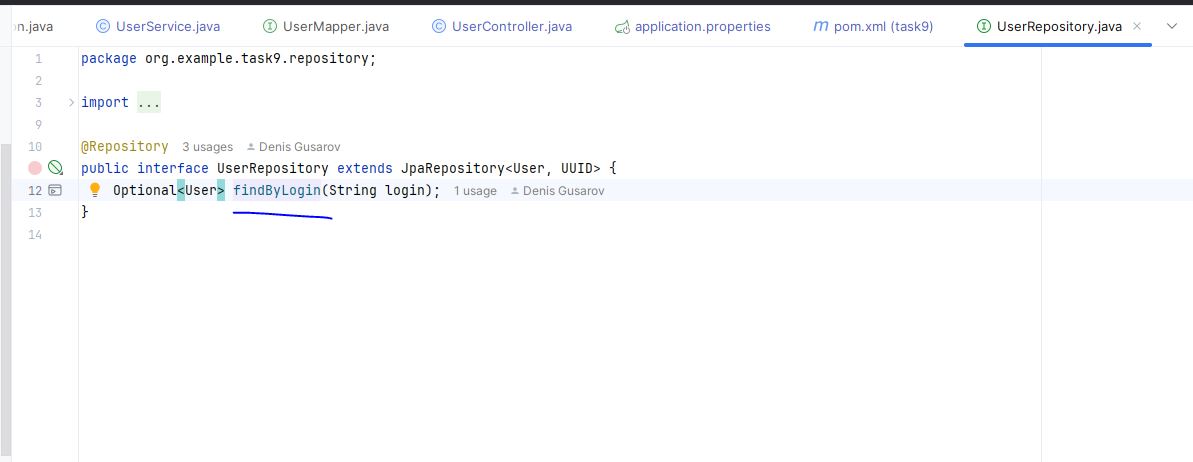 n.java UserService.java UserMapper.java UserController.java application.properties pom.xml (task9) UserRepository.java
1 package org.example.task9.repository;
2
3 import ...
9
10 @Repository 3 usages Denis Gusarov
public interface UserRepository extends JpaRepository<User, UUID> {
12 Optional<User> findByLogin(String login); 1 usage Denis Gusarov
13 }
14